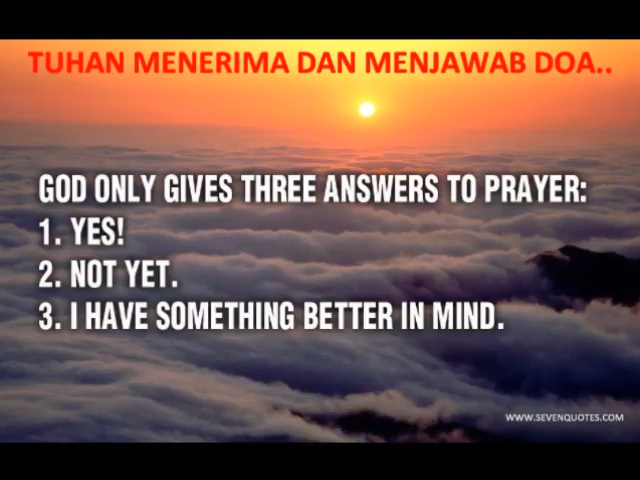 TUHAN MENERIMA DAN MENJAWAB DOA..
GOD ONLY GIVES THREE ANSWERS TO PRAYER:
1. YES!
2. NOT YET.
3. I HAVE SOMETHING BETTER IN MIND.
WWW.SEVENQUOTES.COM